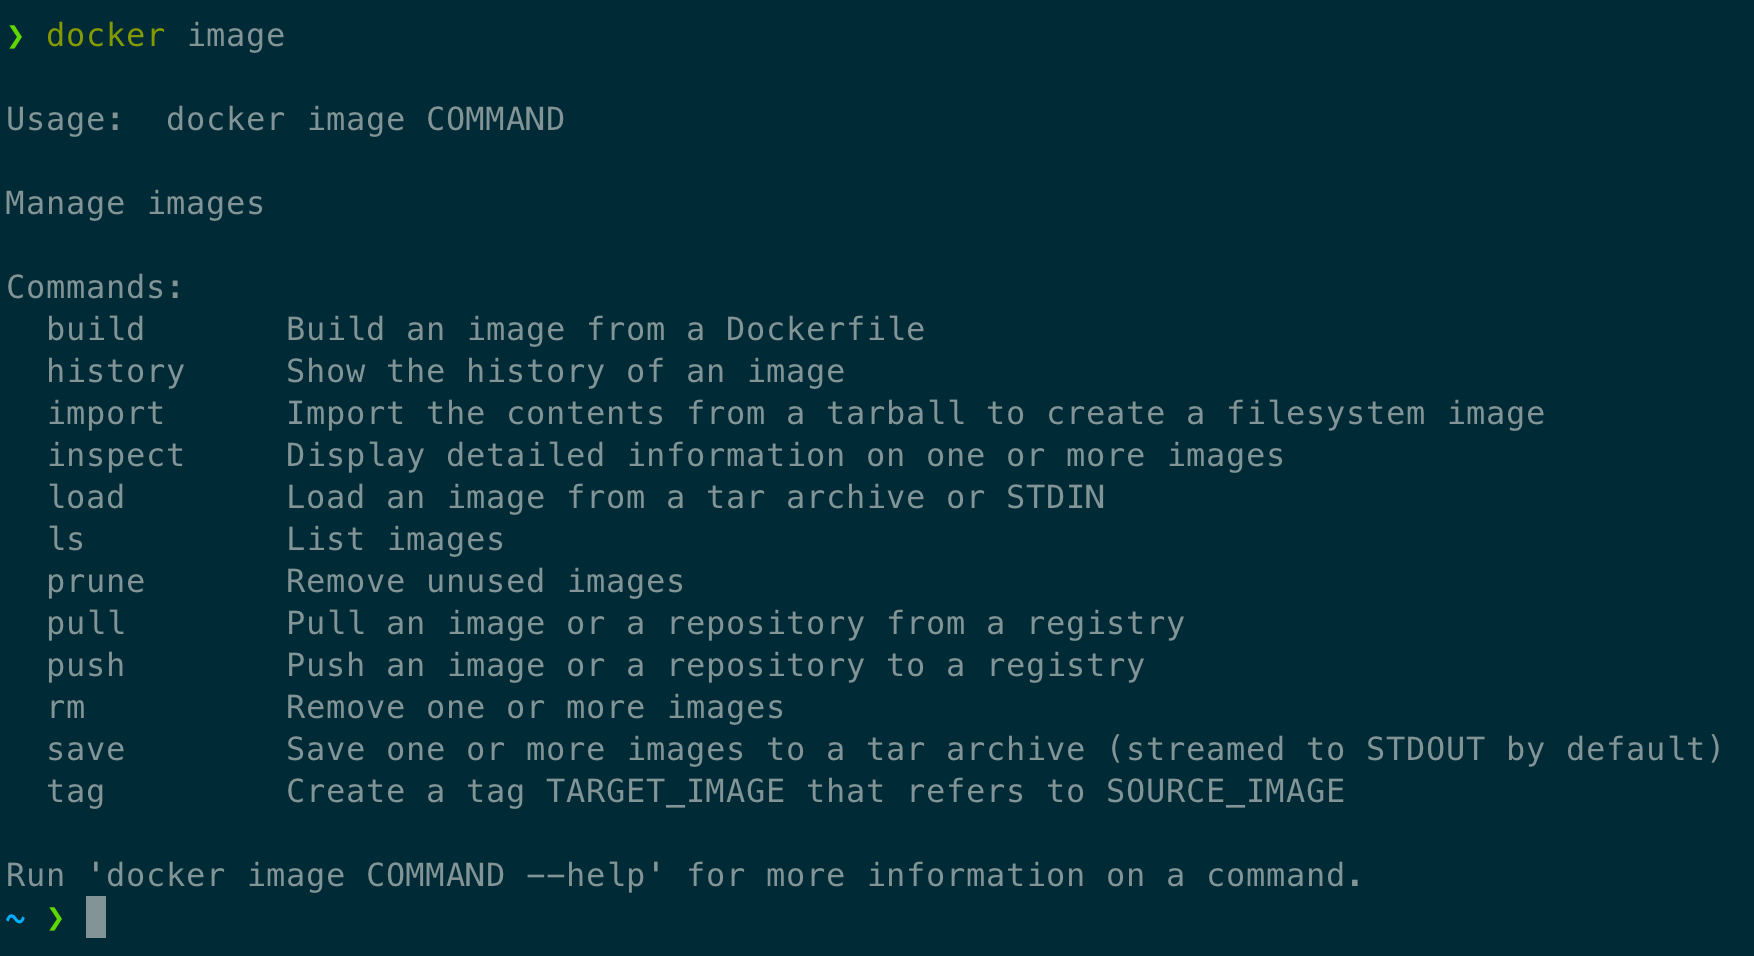 ❯ docker image
Usage:  docker image COMMAND
Manage images
Commands:
  build       Build an image from a Dockerfile
  history     Show the history of an image
  import      Import the contents from a tarball to create a filesystem image
  inspect     Display detailed information on one or more images
  load        Load an image from a tar archive or STDIN
  ls          List images
  prune       Remove unused images
  pull        Pull an image or a repository from a registry
  push        Push an image or a repository to a registry
  rm          Remove one or more images
  save        Save one or more images to a tar archive (streamed to STDOUT by default)
  tag         Create a tag TARGET_IMAGE that refers to SOURCE_IMAGE
Run 'docker image COMMAND --help' for more information on a command.
~ ❯